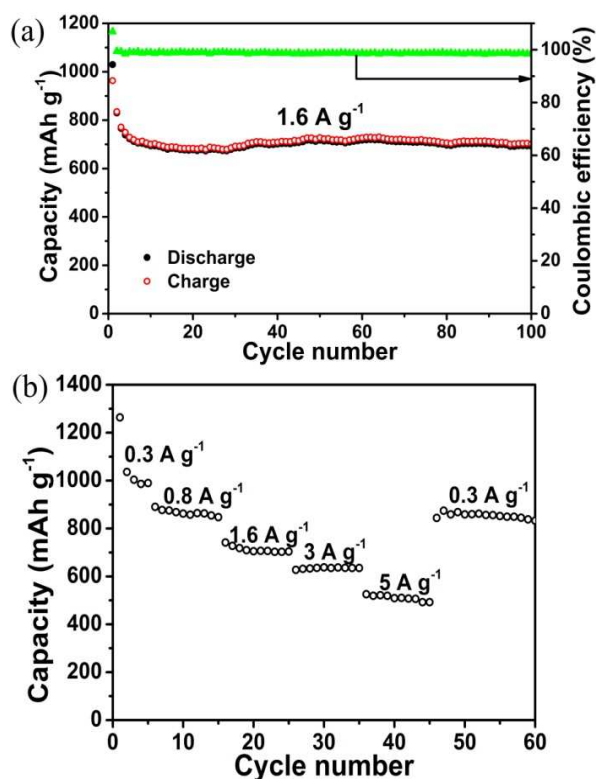 (a)
1200
1000
800
600
400
200
0
Capacity (mAh g-1)
1.6 A g-1
Discharge
Charge
100
80
60
40
20
0
Coulombic efficiency (%)
0 20 40 60 80 100
Cycle number
(b)
1400
1200
1000
800
600
400
200
0
Capacity (mAh g-1)
0.3 A g-1
0.8 A g-1
1.6 A g-1
3 A g-1
5 A g-1
0.3 A g-1
0 10 20 30 40 50 60
Cycle number